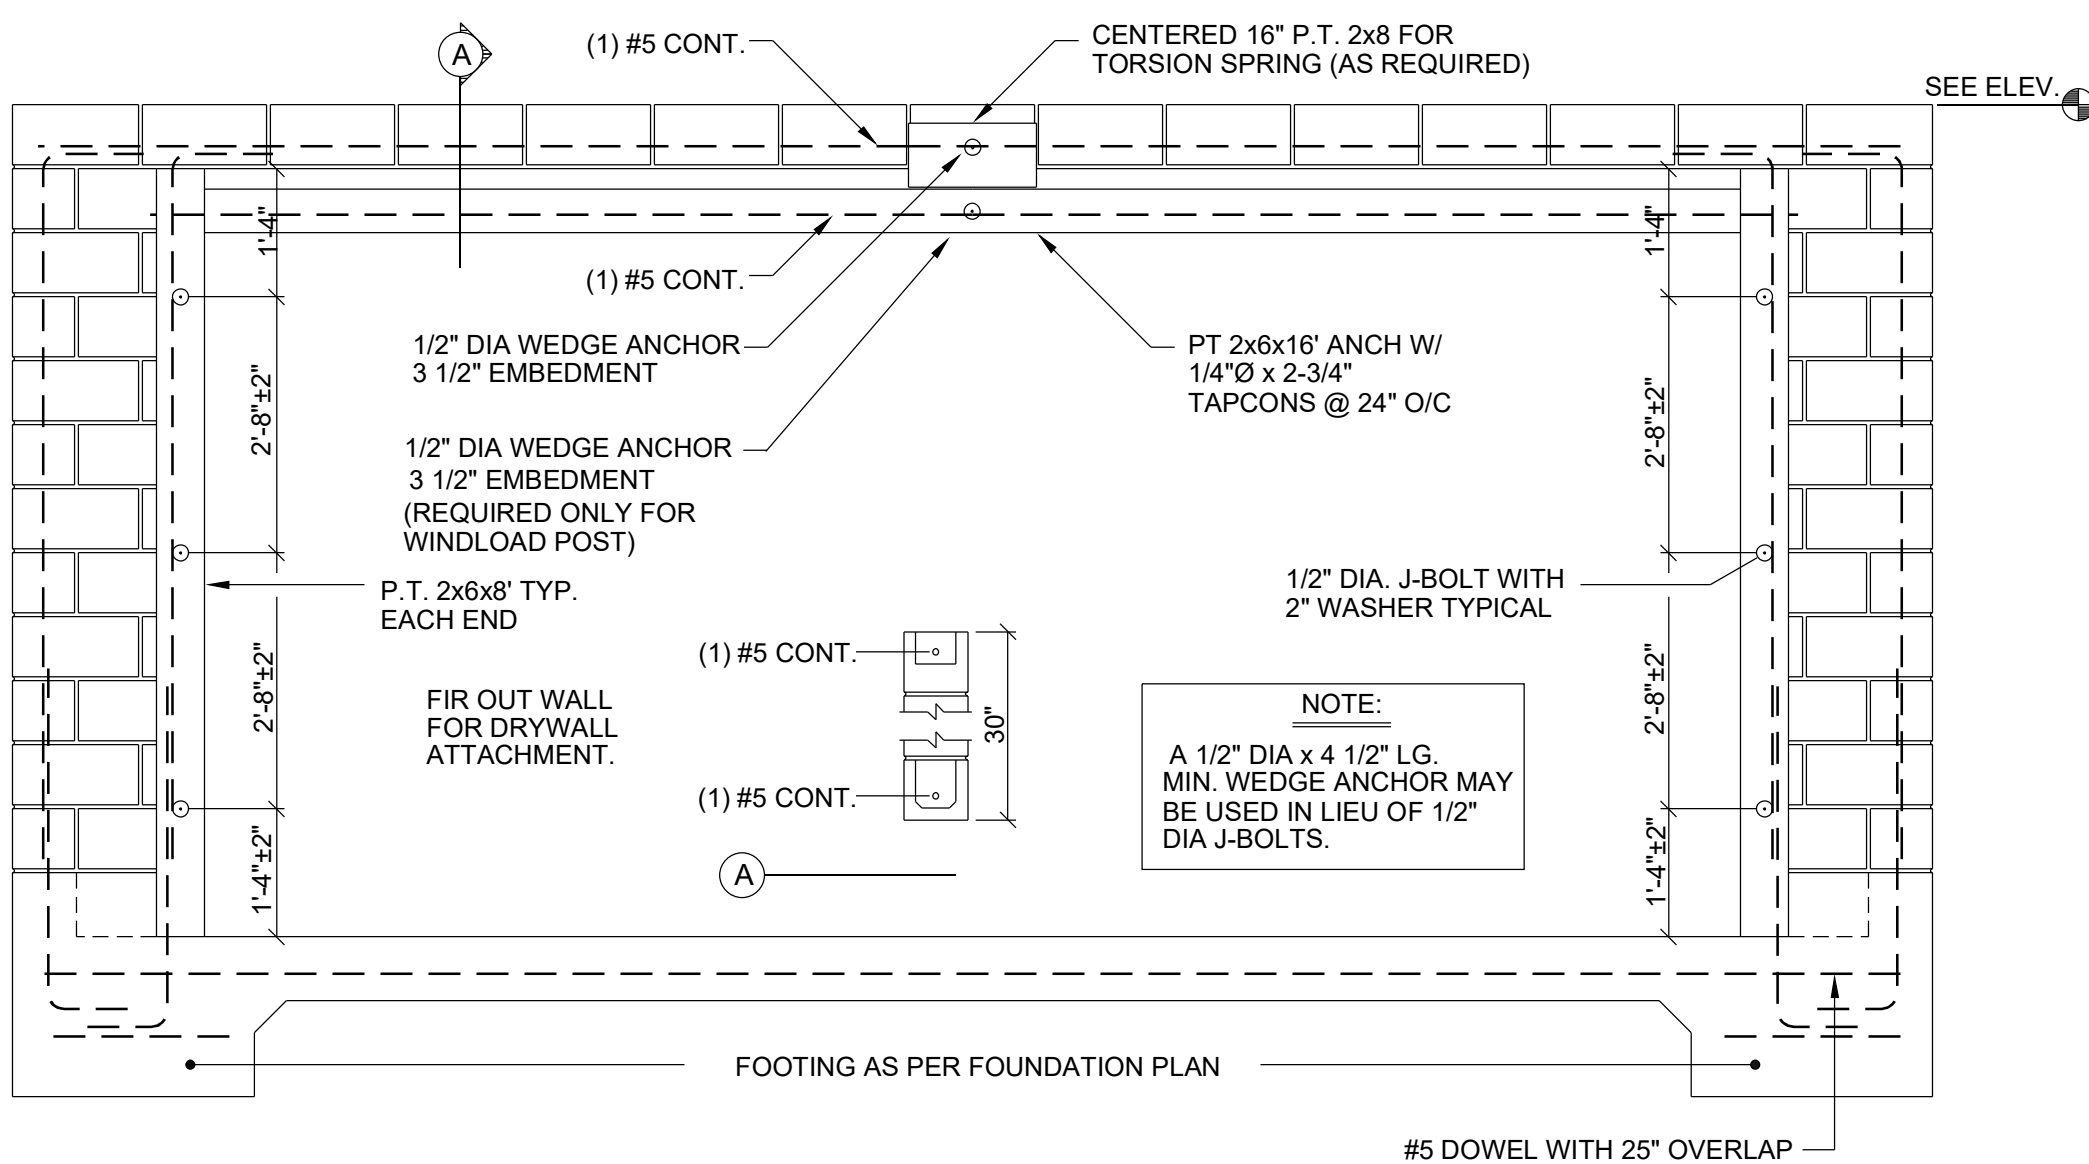 A
(1) #5 CONT.
CENTERED 16" P.T. 2x8 FOR
TORSION SPRING (AS REQUIRED)
SEE ELEV.
1'-4"
1'-4"
(1) #5 CONT.
1/2" DIA WEDGE ANCHOR
3 1/2" EMBEDMENT
PT 2x6x16' ANCH W/
1/4"Ø x 2-3/4"
TAPCONS @ 24" O/C
2'-8"±2"
2'-8"±2"
1/2" DIA WEDGE ANCHOR
3 1/2" EMBEDMENT
(REQUIRED ONLY FOR
WINDLOAD POST)
P.T. 2x6x8' TYP.
EACH END
1/2" DIA. J-BOLT WITH
2" WASHER TYPICAL
2'-8"±2"
2'-8"±2"
FIR OUT WALL
FOR DRYWALL
ATTACHMENT.
(1) #5 CONT.
30"
(1) #5 CONT.
A
NOTE:
A 1/2" DIA x 4 1/2" LG.
MIN. WEDGE ANCHOR MAY
BE USED IN LIEU OF 1/2"
DIA J-BOLTS.
1'-4"±2"
1'-4"±2"
FOOTING AS PER FOUNDATION PLAN
#5 DOWEL WITH 25" OVERLAP